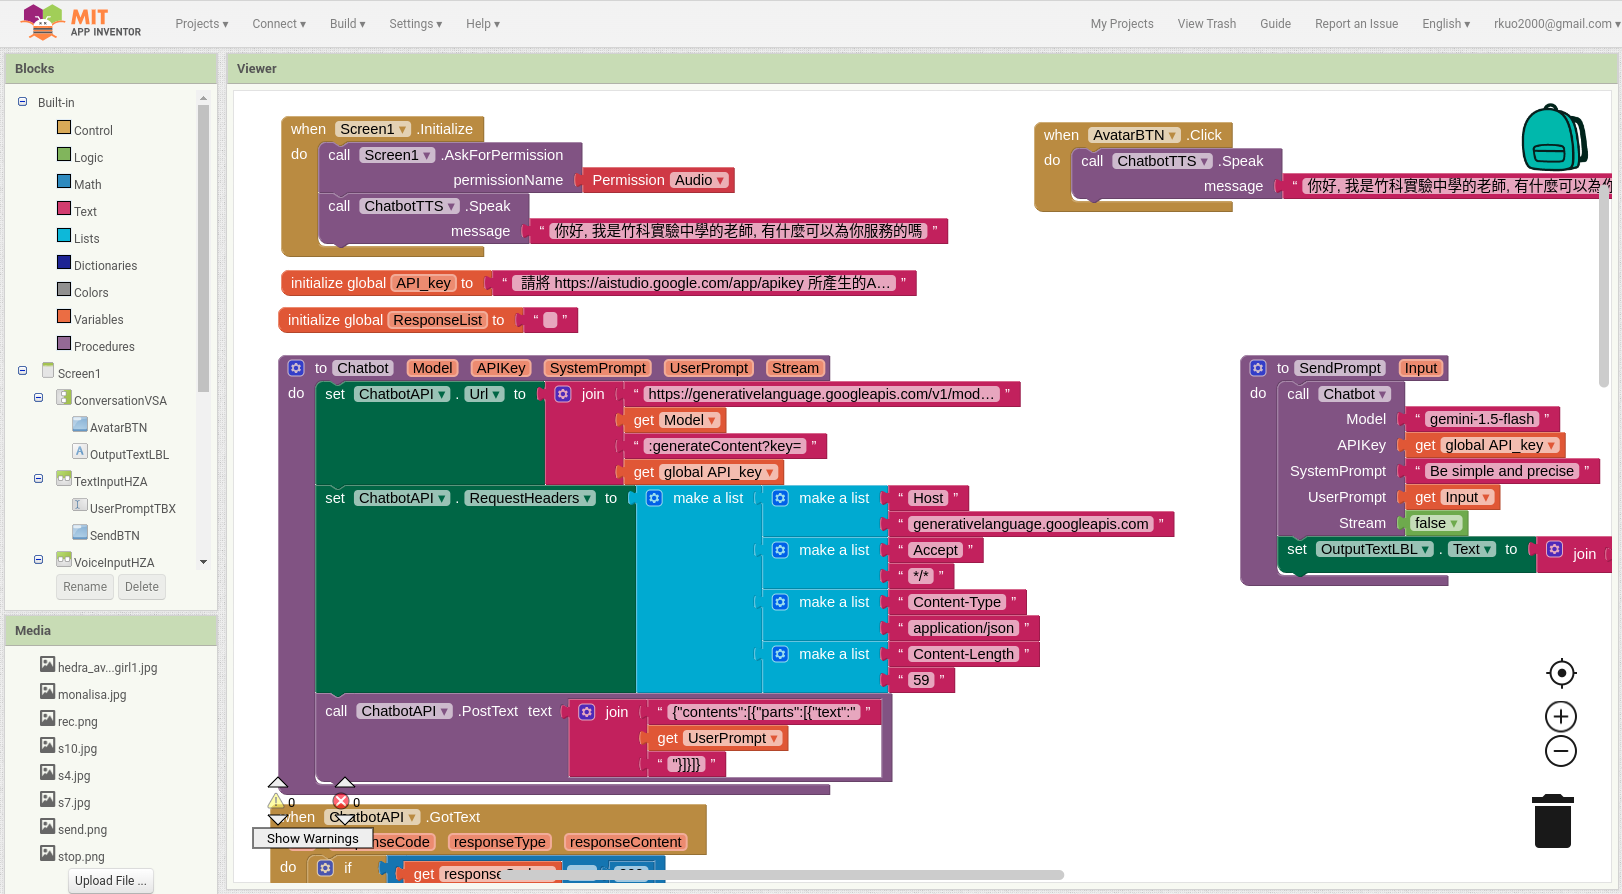 MIT
APP INVENTOR
Projects ▾ Connect ▾ Build ▾ Settings ▾ Help ▾ My Projects View Trash Guide Report an Issue English ▾ rkuo2000@gmail.com ▾
Blocks
Built-in
Control
Logic
Math
Text
Lists
Dictionaries
Colors
Variables
Procedures
Screen1
ConversationVSA
AvatarBTN
OutputTextLBL
TextInputHZA
UserPromptTBX
SendBTN
VoiceInputHZA
Rename Delete
Media
hedra_av...girl1.jpg
monalisa.jpg
rec.png
s10.jpg
s4.jpg
s7.jpg
send.png
stop.png
Upload File ...
Viewer
when Screen1 ▾ .Initialize
do call Screen1 ▾ .AskForPermission
permissionName Permission Audio ▾
call ChatbotTTS ▾ .Speak
message “ 你好, 我是竹科實驗中學的老師, 有什麼可以為你服務的嗎 ”
when AvatarBTN ▾ .Click
do call ChatbotTTS ▾ .Speak
message “ 你好, 我是竹科實驗中學的老師, 有什麼可以為
initialize global API_key to “ 請將 https://aistudio.google.com/app/apikey 所產生的A... ”
initialize global ResponseList to “ ”
to Chatbot Model APIKey SystemPrompt UserPrompt Stream
do set ChatbotAPI ▾ . Url ▾ to join “ https://generativelanguage.googleapis.com/v1/mod... ”
get Model ▾
“ :generateContent?key= ”
get global API_key ▾
set ChatbotAPI ▾ . RequestHeaders ▾ to make a list make a list “ Host ”
“ generativelanguage.googleapis.com ”
make a list “ Accept ”
“ */* ”
make a list “ Content-Type ”
“ application/json ”
make a list “ Content-Length ”
“ 59 ”
call ChatbotAPI ▾ .PostText text join “ {"contents":[{"parts":[{"text":" ”
get UserPrompt ▾
“ "}]}]} ”
to SendPrompt Input
do call Chatbot ▾
Model “ gemini-1.5-flash ”
APIKey get global API_key ▾
SystemPrompt “ Be simple and precise ”
UserPrompt get Input ▾
Stream false ▾
set OutputTextLBL ▾ . Text ▾ to join
0 0
Show Warnings
when ChatbotAPI ▾ .GotText
responseType responseContent
do if
get